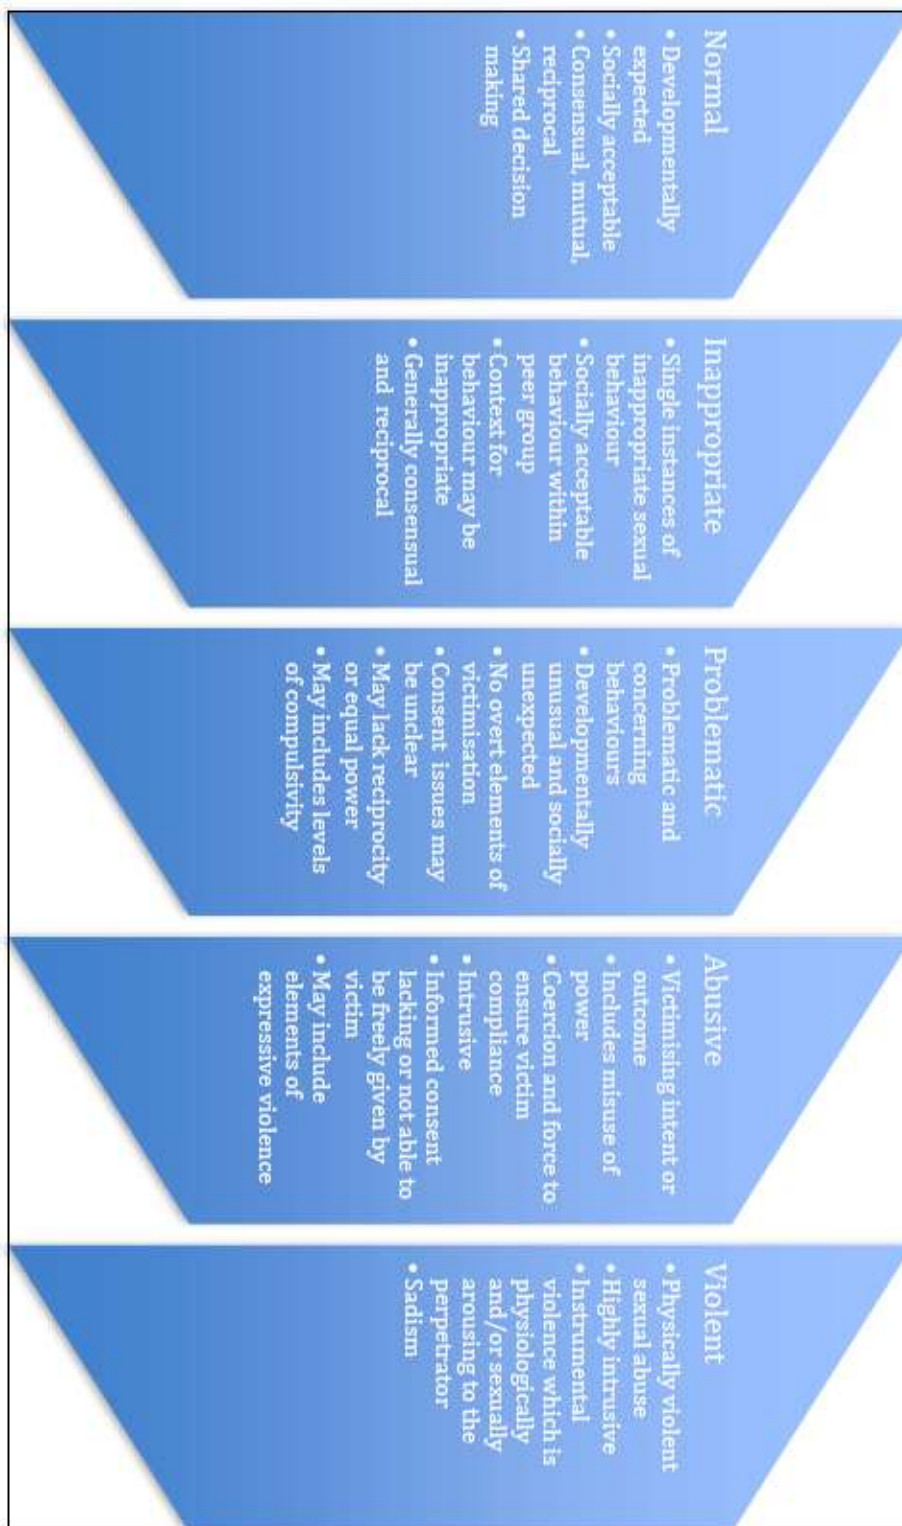 Normal
• Developmentally
expected
• Socially acceptable
• Consensual, mutual,
reciprocal
• Shared decision
making
Inappropriate
• Single instances of
inappropriate sexual
behaviour
• Socially acceptable
behaviour within
peer group
• Context for
behaviour may be
inappropriate
• Generally consensual
and reciprocal
Problematic
• Problematic and
concerning
behaviours
• Developmentally
unusual and socially
unexpected
• No overt elements of
victimisation
• Consent issues may
be unclear
• May lack reciprocity
or equal power
• May includes levels
of compulsivity
Abusive
• Victimising intent or
outcome
• Includes misuse of
power
• Coercion and force to
ensure victim
compliance
• Intrusive
• Informed consent
lacking or not able to
be freely given by
victim
• May include
elements of
expressive violence
Violent
• Physically violent
sexual abuse
• Highly intrusive
• Instrumental
violence which is
physiologically
and/or sexually
arousing to the
perpetrator
• Sadism